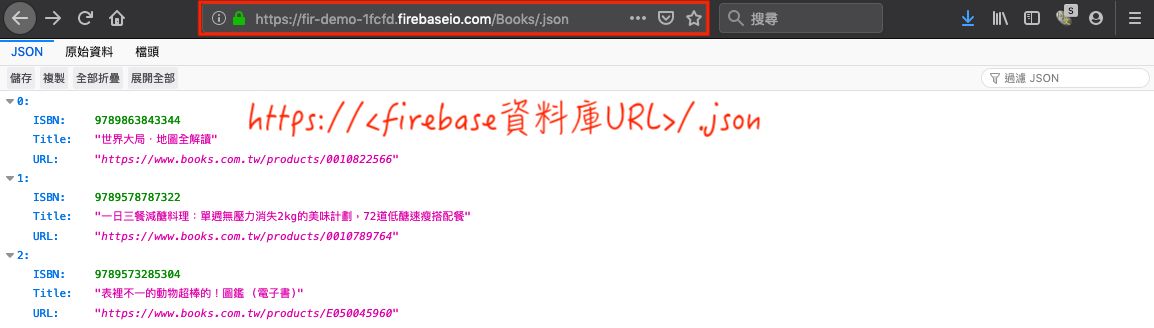 https://fir-demo-1fcfd.firebaseio.com/Books/.json
搜尋
S
JSON 原始資料 檔頭
儲存 複製 全部折疊 展開全部 過濾 JSON
0:
ISBN: 9789863843344
Title: "世界大局．地圖全解讀"
URL: "https://www.books.com.tw/products/0010822566"
https://<firebase資料庫URL>/.json
1:
ISBN: 9789578787322
Title: "一日三餐減醣料理：單週無壓力消失2kg的美味計劃，72道低醣速瘦搭配餐"
URL: "https://www.books.com.tw/products/0010789764"
2:
ISBN: 9789573285304
Title: "表裡不一的動物超棒的！圖鑑 (電子書)"
URL: "https://www.books.com.tw/products/E050045960"